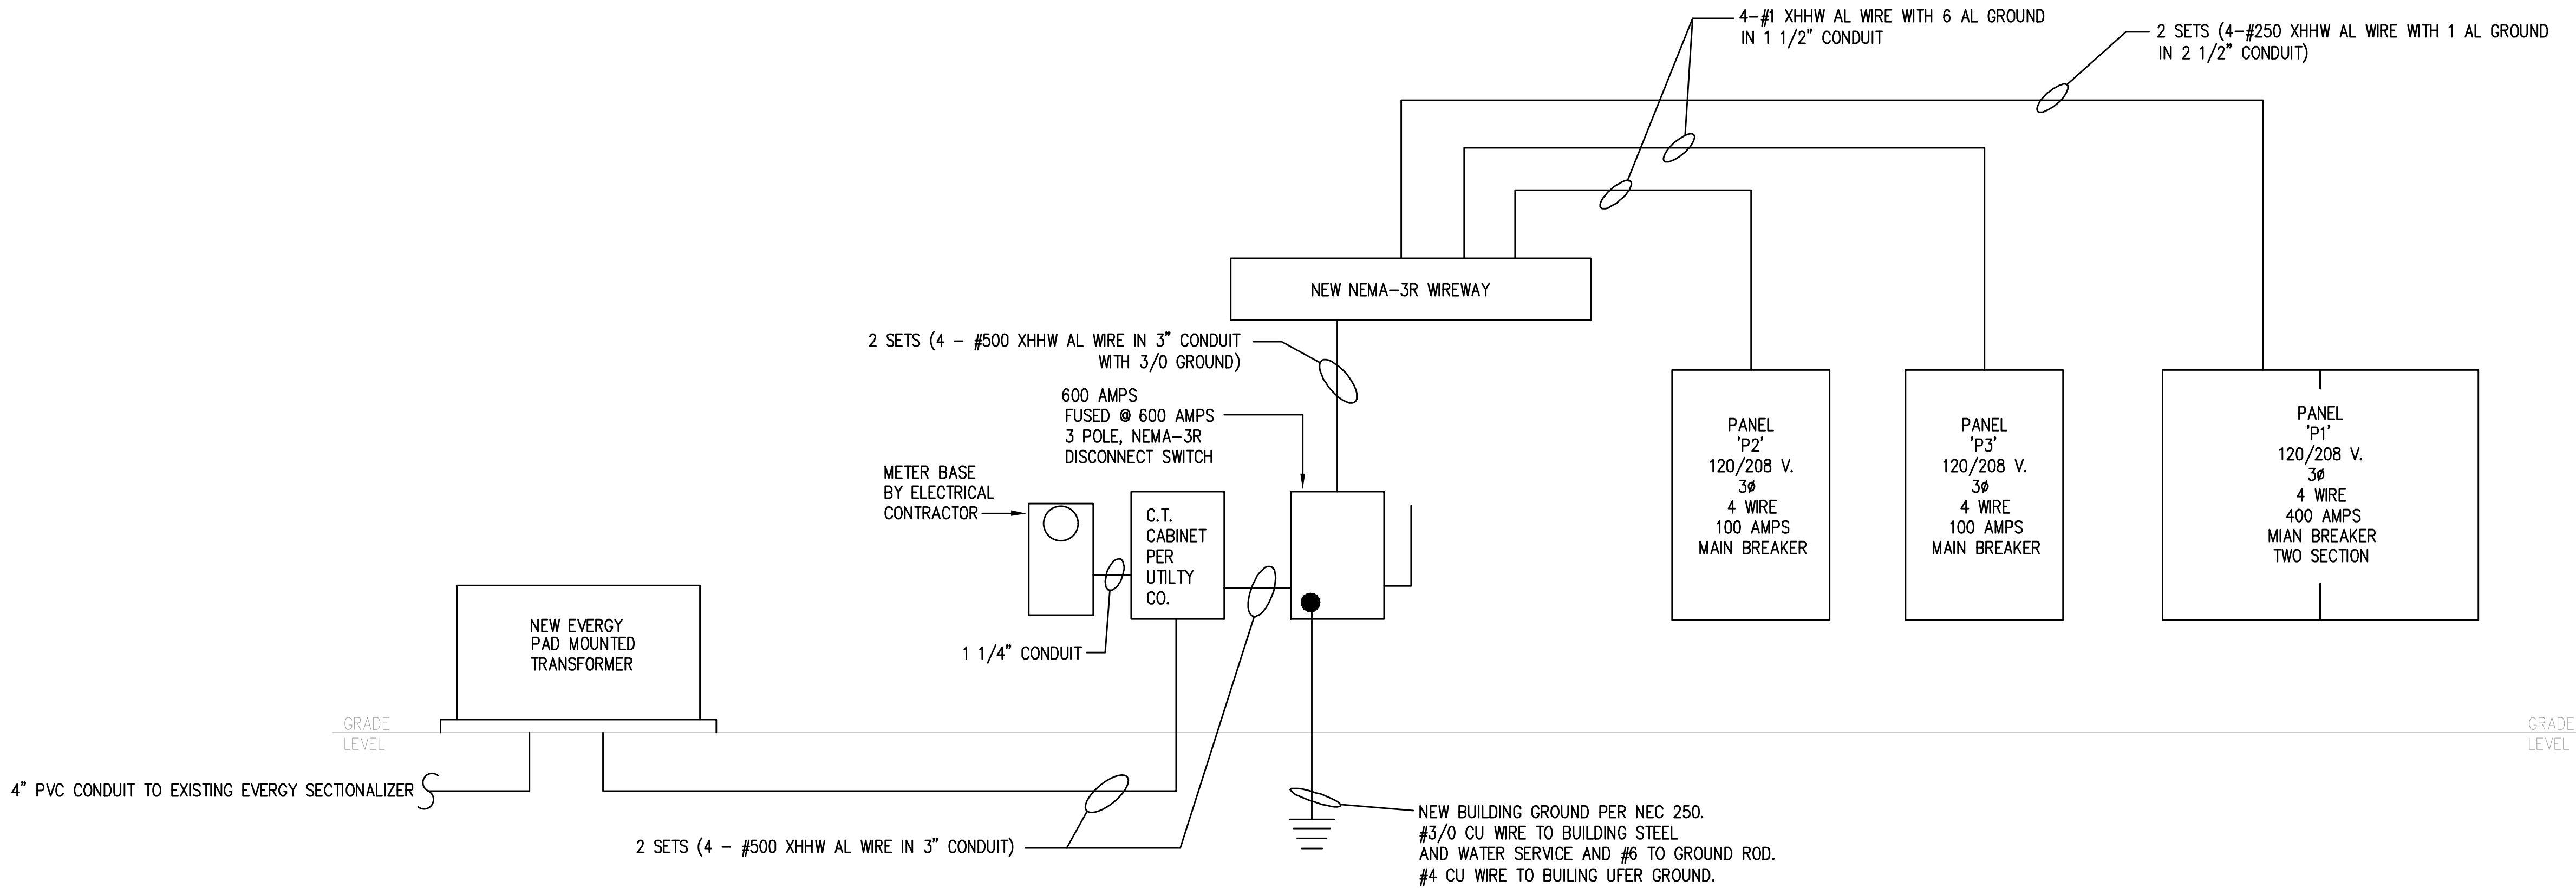 4-#1 XHHW AL WIRE WITH 6 AL GROUND
IN 1 1/2" CONDUIT
2 SETS (4-#250 XHHW AL WIRE WITH 1 AL GROUND
IN 2 1/2" CONDUIT)
NEW NEMA-3R WIREWAY
2 SETS (4 - #500 XHHW AL WIRE IN 3" CONDUIT
WITH 3/0 GROUND)
600 AMPS
FUSED @ 600 AMPS
3 POLE, NEMA-3R
DISCONNECT SWITCH
METER BASE
BY ELECTRICAL
CONTRACTOR
C.T.
CABINET
PER
UTILTY
CO.
1 1/4" CONDUIT
PANEL
'P2'
120/208 V.
3ø
4 WIRE
100 AMPS
MAIN BREAKER
PANEL
'P3'
120/208 V.
3ø
4 WIRE
100 AMPS
MAIN BREAKER
PANEL
'P1'
120/208 V.
3ø
4 WIRE
400 AMPS
MIAN BREAKER
TWO SECTION
NEW EVERGY
PAD MOUNTED
TRANSFORMER
GRADE
LEVEL
GRADE
LEVEL
4" PVC CONDUIT TO EXISTING EVERGY SECTIONALIZER
2 SETS (4 - #500 XHHW AL WIRE IN 3" CONDUIT)
NEW BUILDING GROUND PER NEC 250.
#3/0 CU WIRE TO BUILDING STEEL
AND WATER SERVICE AND #6 TO GROUND ROD.
#4 CU WIRE TO BUILING UFER GROUND.